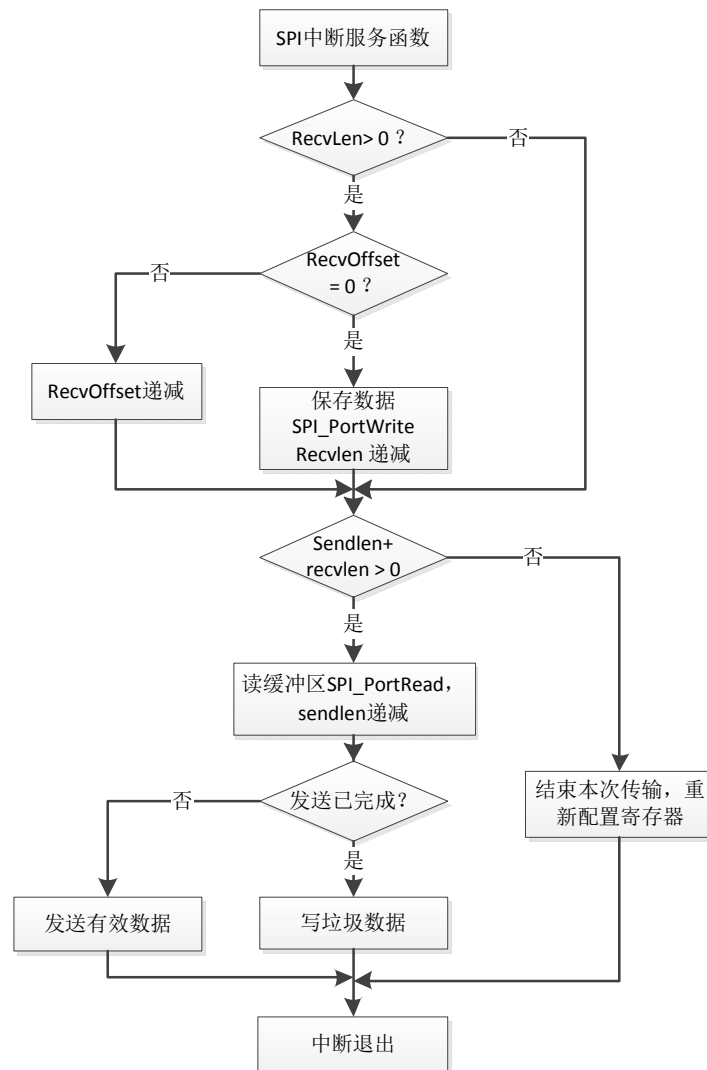 SPI中断服务函数
RecvLen> 0 ?
否
是
RecvOffset
= 0 ?
否
是
RecvOffset递减
保存数据
SPI_PortWrite
Recvlen 递减
Sendlen+
recvlen > 0
否
是
读缓冲区SPI_PortRead，
sendlen递减
发送已完成？
否
是
结束本次传输，重
新配置寄存器
发送有效数据
写垃圾数据
中断退出